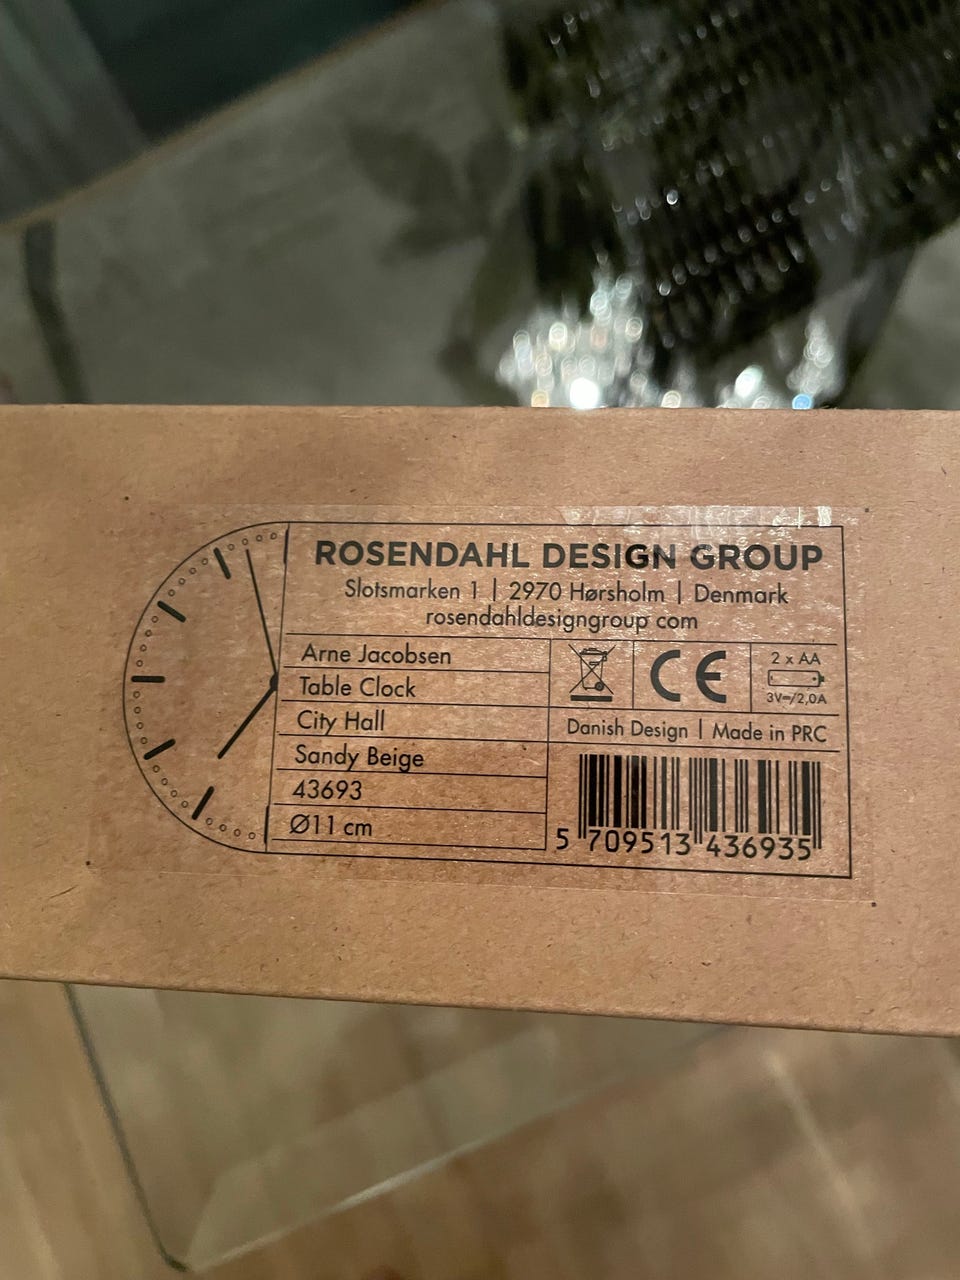 ROSENDAHL DESIGN GROUP
Slotsmarken 1 | 2970 Hørsholm | Denmark
rosendahldesigngroup.com
Arne Jacobsen
Table Clock
City Hall
Sandy Beige
43693
Ø11 cm
CE
2 x AA
3V⎓/2,0A
Danish Design | Made in PRC
5 709513 436935